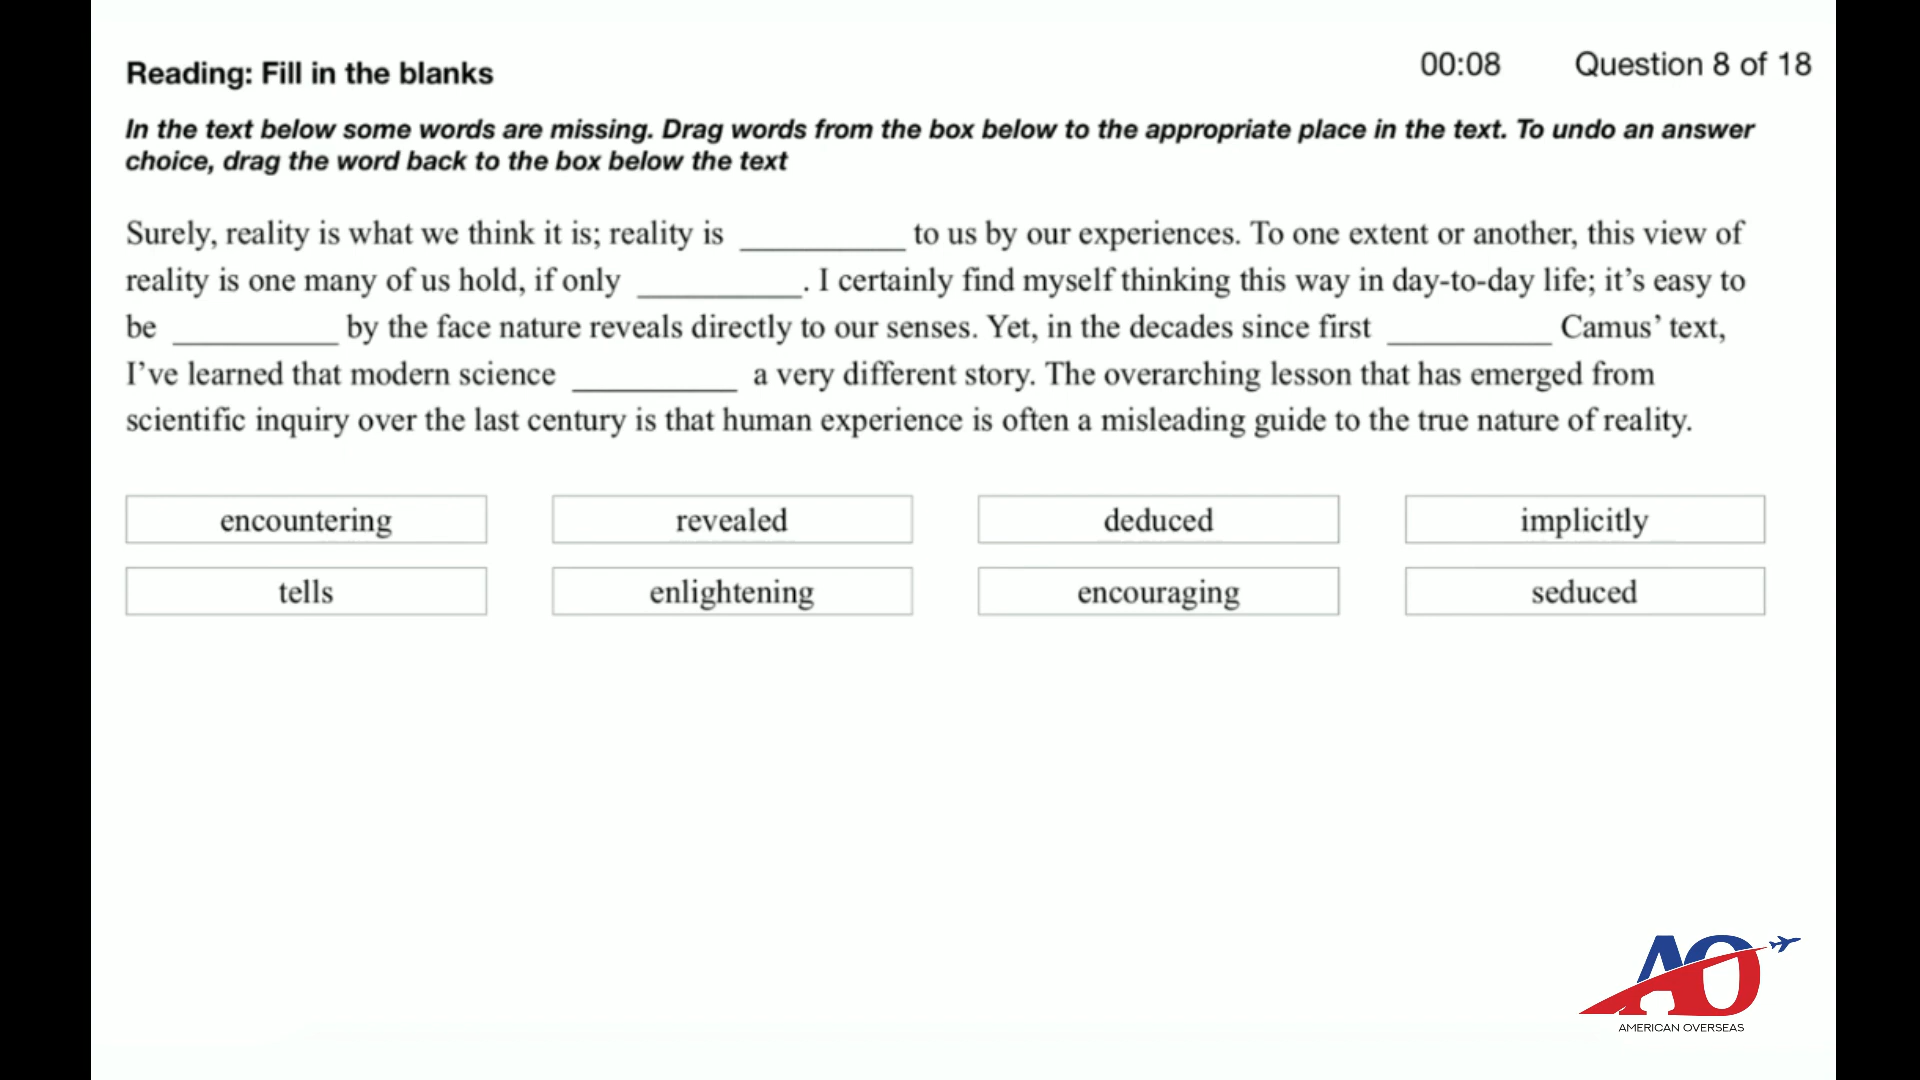 Reading: Fill in the blanks
00:08 Question 8 of 18
In the text below some words are missing. Drag words from the box below to the appropriate place in the text. To undo an answer
choice, drag the word back to the box below the text
Surely, reality is what we think it is; reality is __________ to us by our experiences. To one extent or another, this view of
reality is one many of us hold, if only __________. I certainly find myself thinking this way in day-to-day life; it’s easy to
be __________ by the face nature reveals directly to our senses. Yet, in the decades since first __________ Camus’ text,
I’ve learned that modern science __________ a very different story. The overarching lesson that has emerged from
scientific inquiry over the last century is that human experience is often a misleading guide to the true nature of reality.
encountering revealed deduced implicitly
tells enlightening encouraging seduced
AO
AMERICAN OVERSEAS